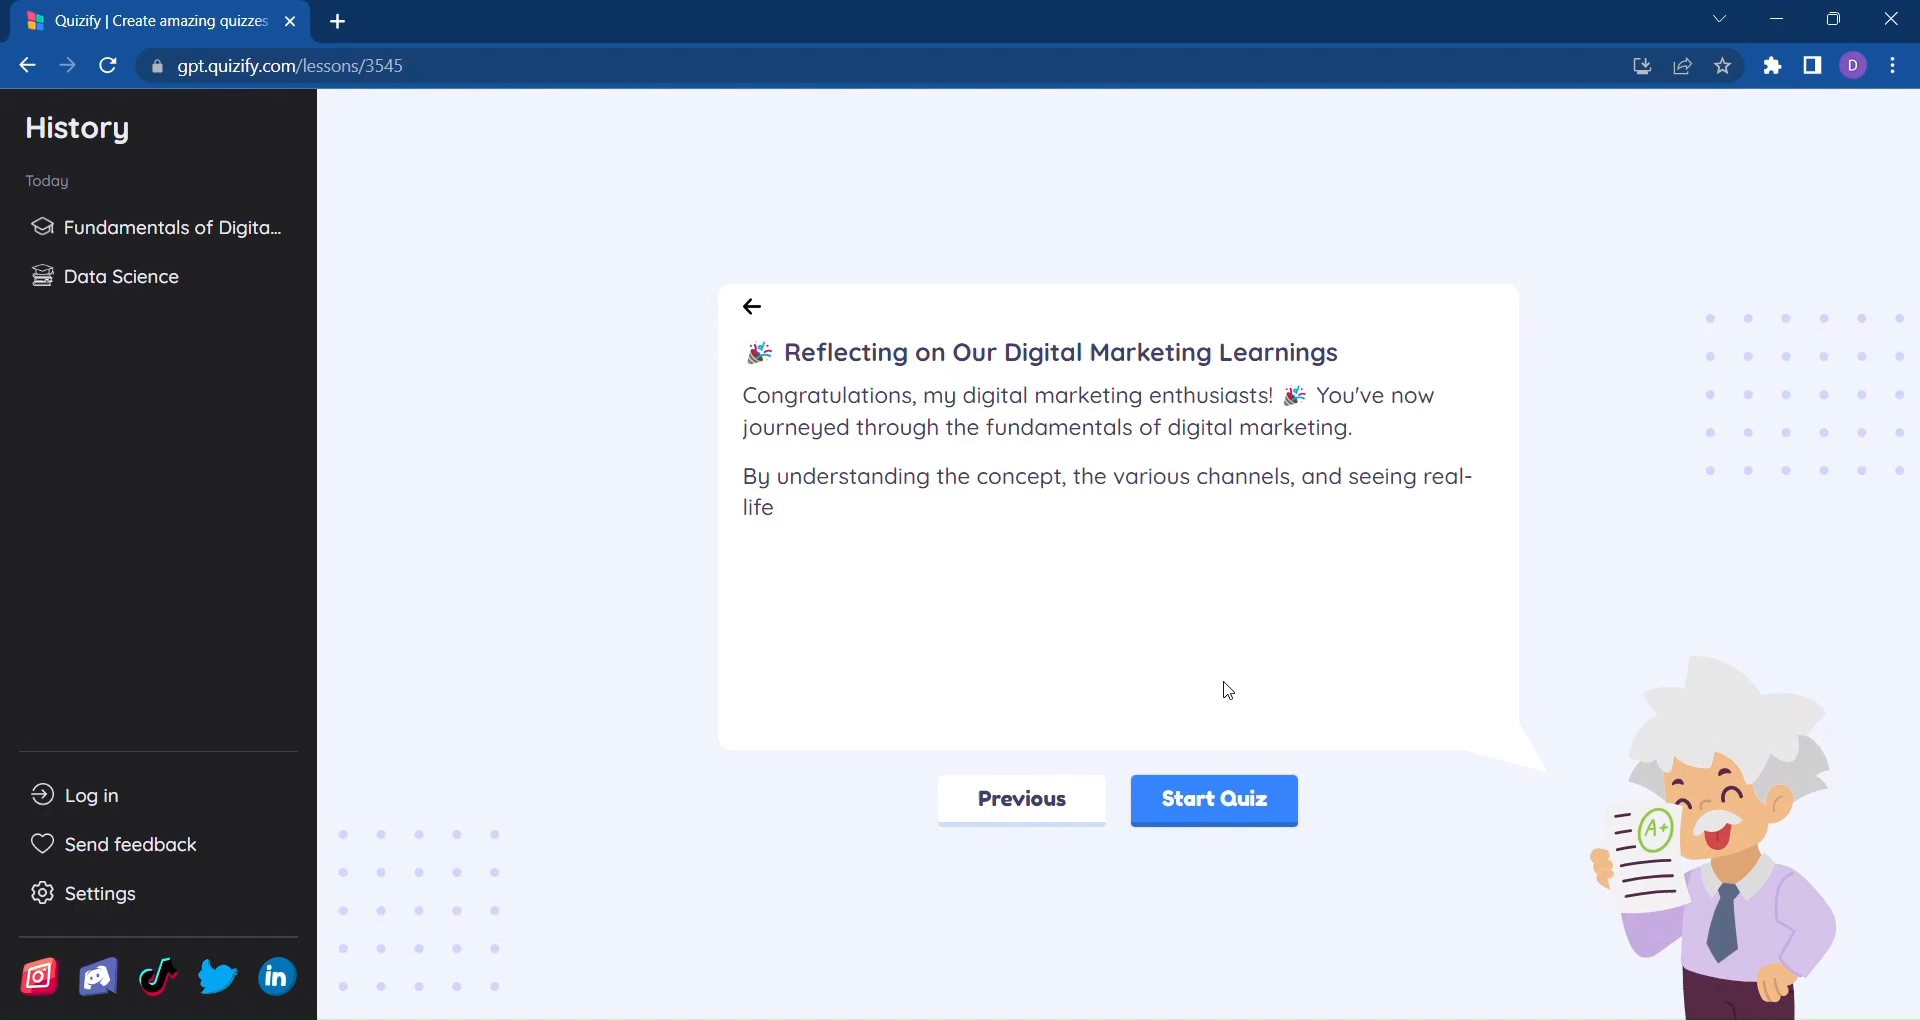 Quizify | Create amazing quizzes
gpt.quizify.com/lessons/3545
D
History
Today
Fundamentals of Digita...
Data Science
🎉 Reflecting on Our Digital Marketing Learnings
Congratulations, my digital marketing enthusiasts! 🎉 You've now
journeyed through the fundamentals of digital marketing.
By understanding the concept, the various channels, and seeing real-
life
Previous
Start Quiz
A+
Log in
Send feedback
Settings
in